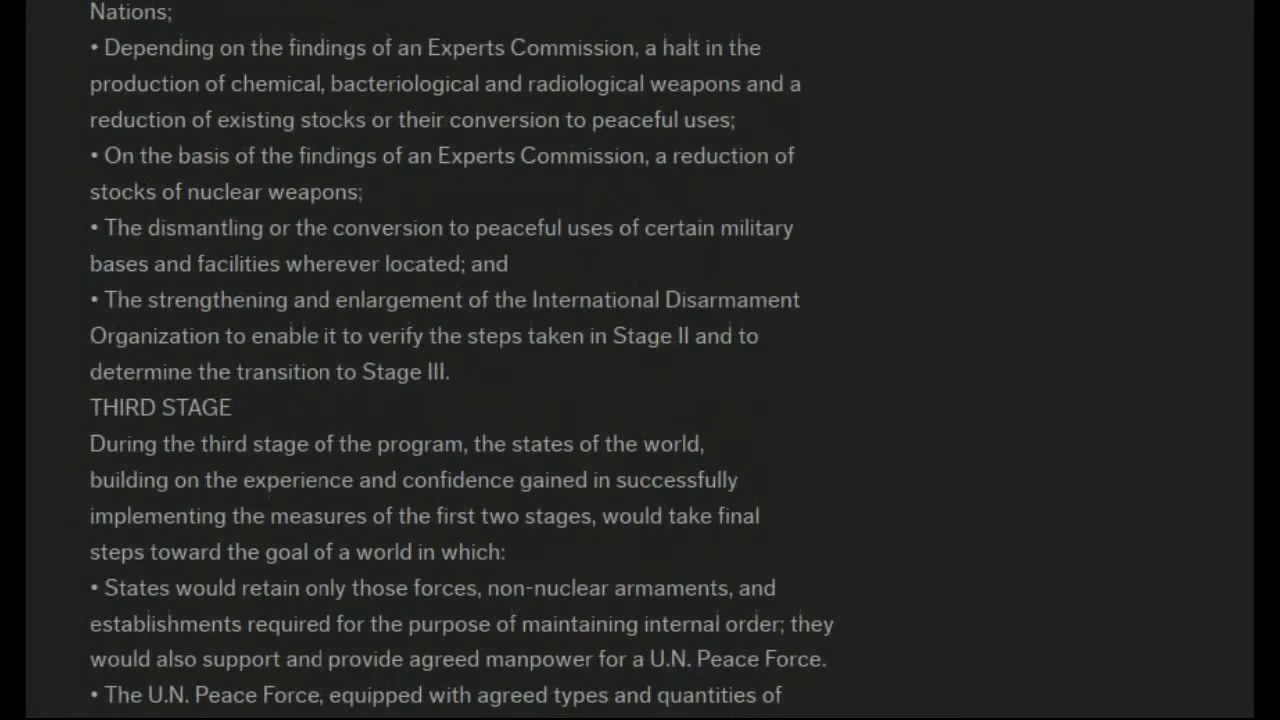 Nations;
• Depending on the findings of an Experts Commission, a halt in the
production of chemical, bacteriological and radiological weapons and a
reduction of existing stocks or their conversion to peaceful uses;
• On the basis of the findings of an Experts Commission, a reduction of
stocks of nuclear weapons;
• The dismantling or the conversion to peaceful uses of certain military
bases and facilities wherever located; and
• The strengthening and enlargement of the International Disarmament
Organization to enable it to verify the steps taken in Stage II and to
determine the transition to Stage III.
THIRD STAGE
During the third stage of the program, the states of the world,
building on the experience and confidence gained in successfully
implementing the measures of the first two stages, would take final
steps toward the goal of a world in which:
• States would retain only those forces, non-nuclear armaments, and
establishments required for the purpose of maintaining internal order; they
would also support and provide agreed manpower for a U.N. Peace Force.
• The U.N. Peace Force, equipped with agreed types and quantities of